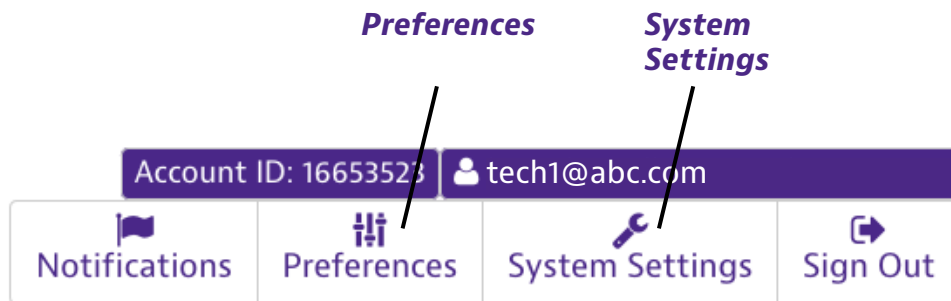 Preferences
System
Settings
Account ID: 16653523
tech1@abc.com
Notifications
Preferences
System Settings
Sign Out